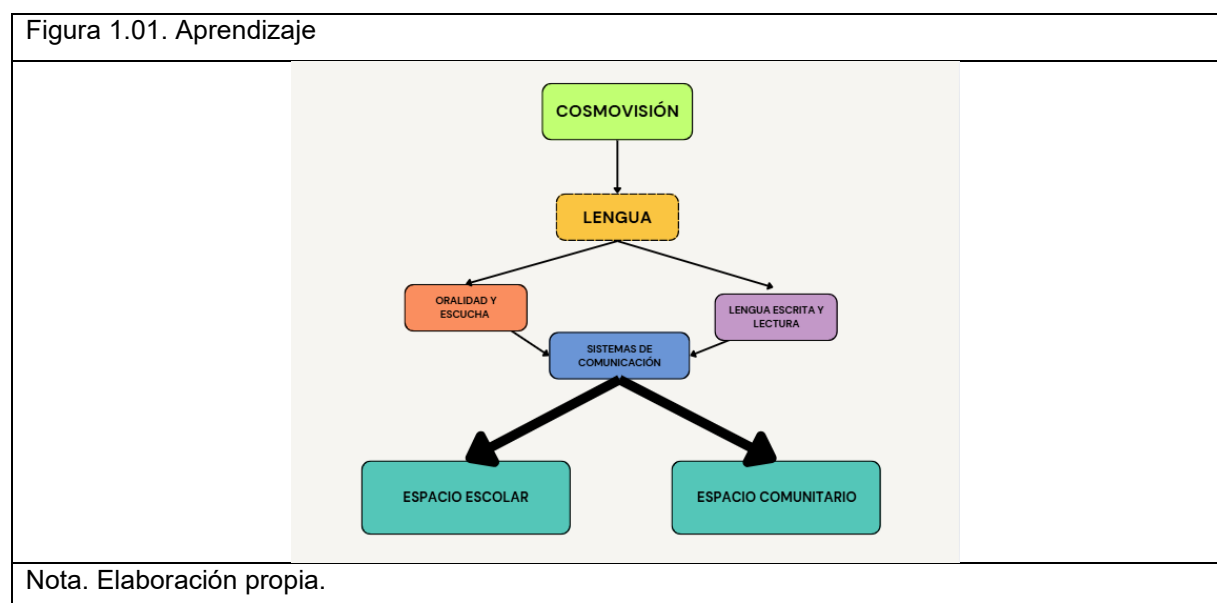 Figura 1.01. Aprendizaje
COSMOVISIÓN
LENGUA
ORALIDAD Y
ESCUCHA
LENGUA ESCRITA Y
LECTURA
SISTEMAS DE
COMUNICACIÓN
ESPACIO ESCOLAR
ESPACIO COMUNITARIO
Nota. Elaboración propia.